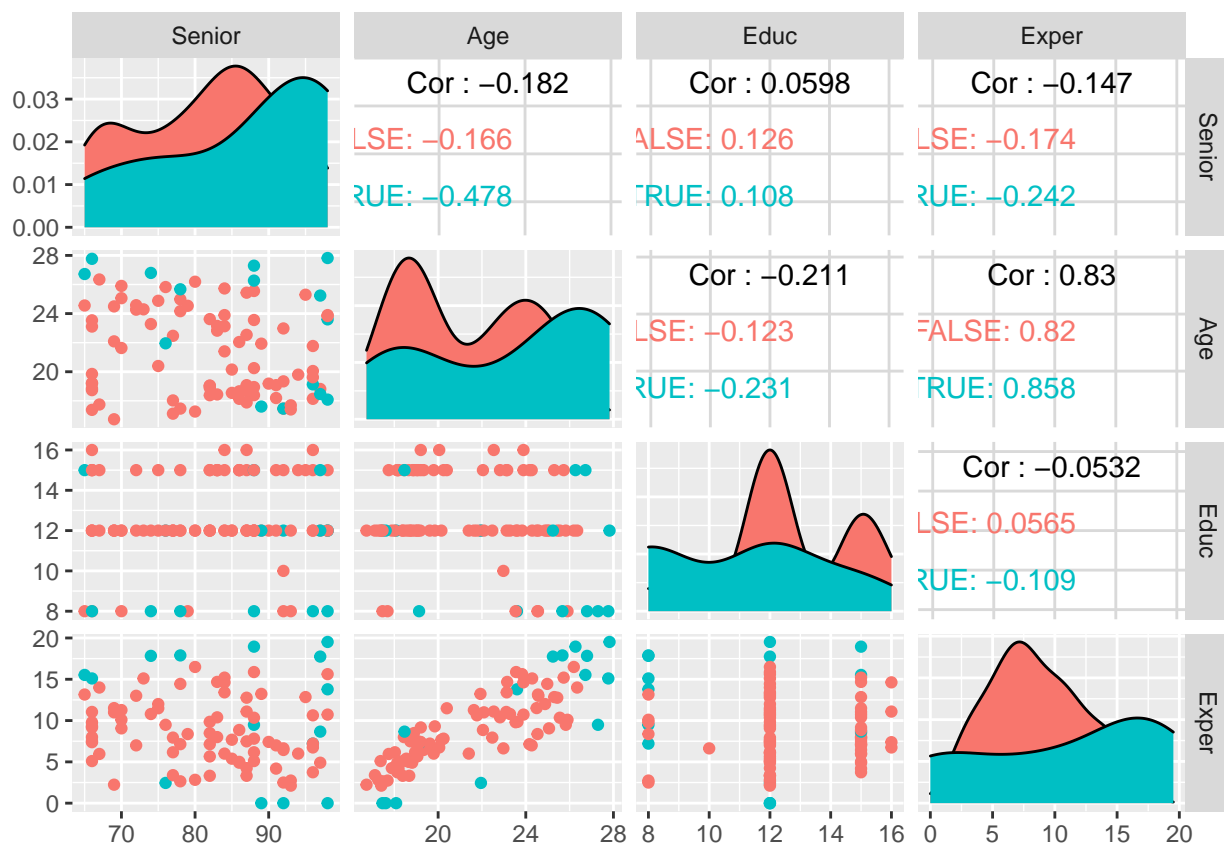 Senior Age Educ Exper
0.03
0.02
0.01
0.00
Cor : −0.182
LSE: −0.166
RUE: −0.478
Cor : 0.0598
ALSE: 0.126
TRUE: 0.108
Cor : −0.147
LSE: −0.174
RUE: −0.242
Senior
28
24
20
Cor : −0.211
LSE: −0.123
RUE: −0.231
Cor : 0.83
FALSE: 0.82
TRUE: 0.858
Age
16
14
12
10
8
Cor : −0.0532
LSE: 0.0565
RUE: −0.109
Educ
20
15
10
5
0
Exper
70 80 90 20 24 28 8 10 12 14 16 0 5 10 15 20